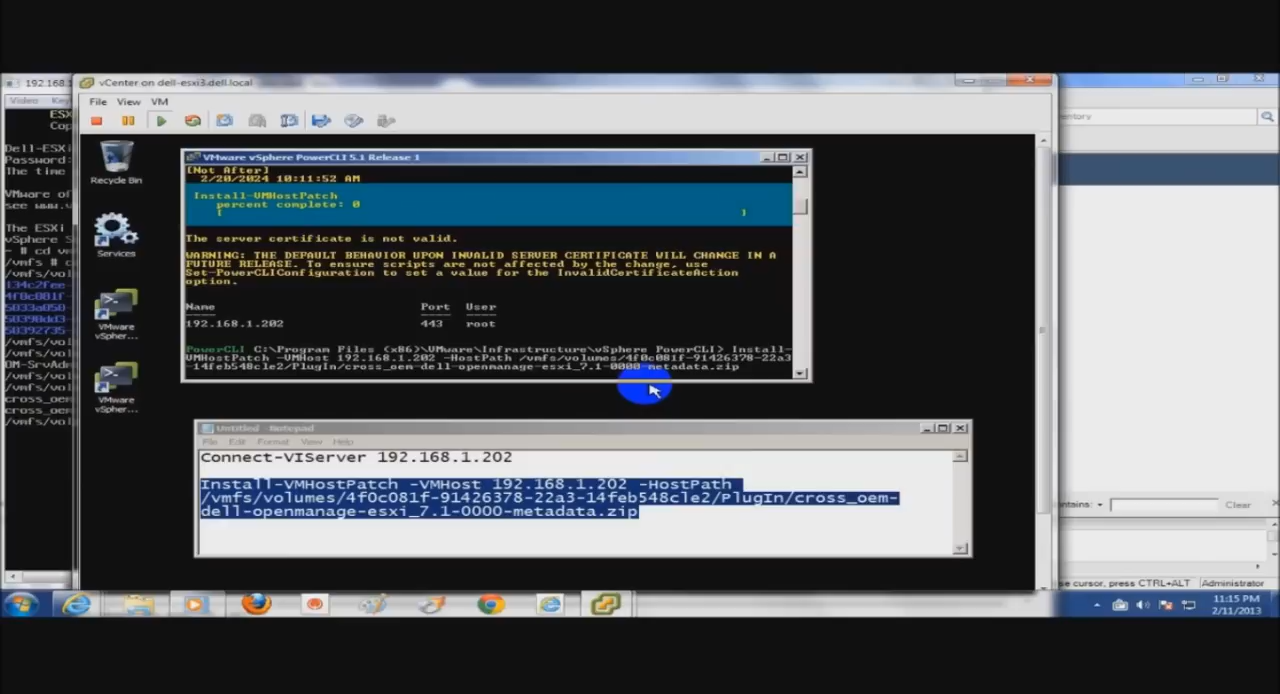 192.168.1
vCenter on dell-esxi3.dell.local
Video
File View VM
ESX
Cop
Dell-ESXi
Password:
The time
VMware of
see www.v
The ESXi
vSphere S
~ # cd vm
/vmfs # c
/vmfs/vol
134c2fee-
4f0c081f-
5033a050
50398dd3
50392735-
/vmfs/vol
/vmfs/vol
OM-SrvAdm
/vmfs/vol
cross_oem
cross_oem
/vmfs/vol
Recycle Bin
Services
VMware
vSpher...
VMware
vSpher...
VMware vSphere PowerCLI 5.1 Release 1
[Not After]
2/20/2024 10:11:52 AM
Install-VMHostPatch
percent complete: 0
[ ]
The server certificate is not valid.
WARNING: THE DEFAULT BEHAVIOR UPON INVALID SERVER CERTIFICATE WILL CHANGE IN A
FUTURE RELEASE. To ensure scripts are not affected by the change, use
Set-PowerCLIConfiguration to set a value for the InvalidCertificateAction
option.
Name Port User
---- ---- ----
192.168.1.202 443 root
PowerCLI C:\Program Files (x86)\VMware\Infrastructure\vSphere PowerCLI> Install-
VMHostPatch -VMHost 192.168.1.202 -HostPath /vmfs/volumes/4f0c081f-91426378-22a3
-14feb548cle2/PlugIn/cross_oem-dell-openmanage-esxi_7.1-0000-metadata.zip
Untitled - Notepad
File Edit Format View Help
Connect-VIServer 192.168.1.202
Install-VMHostPatch -VMHost 192.168.1.202 -HostPath
/vmfs/volumes/4f0c081f-91426378-22a3-14feb548cle2/PlugIn/cross_oem-
dell-openmanage-esxi_7.1-0000-metadata.zip
entory
ntains:
Clear
se cursor, press CTRL+ALT
Administrator
11:15 PM
2/11/2013